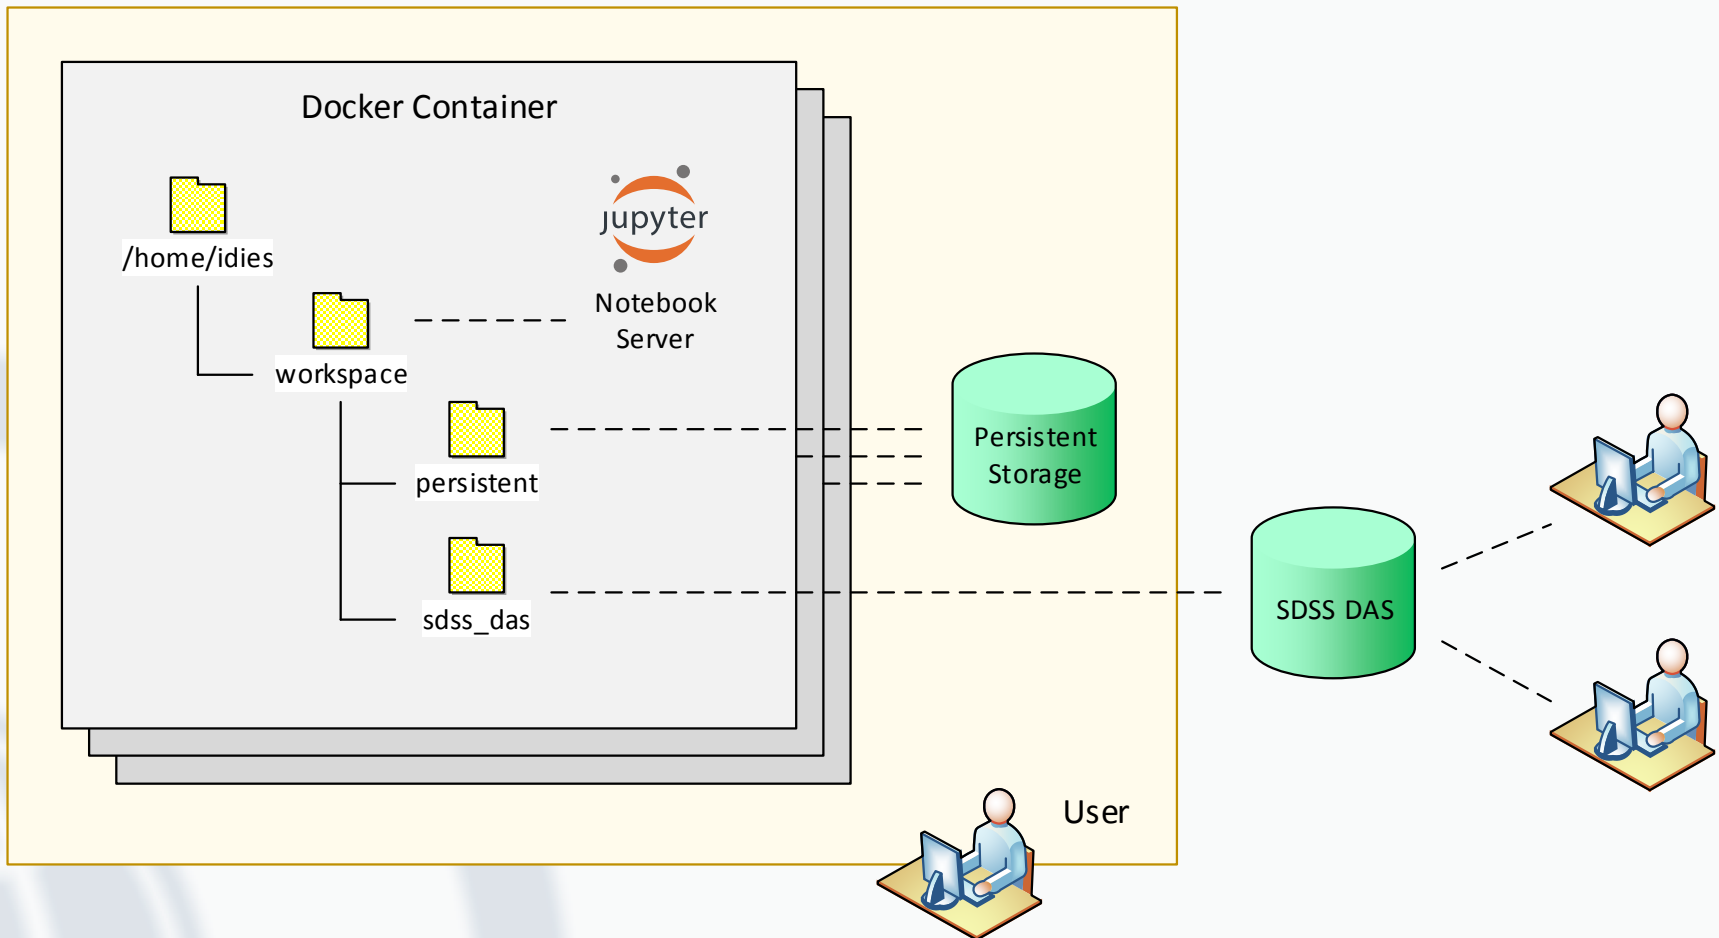 Docker Container
/home/idies
jupyter
Notebook
Server
workspace
persistent
sdss_das
Persistent
Storage
SDSS DAS
User